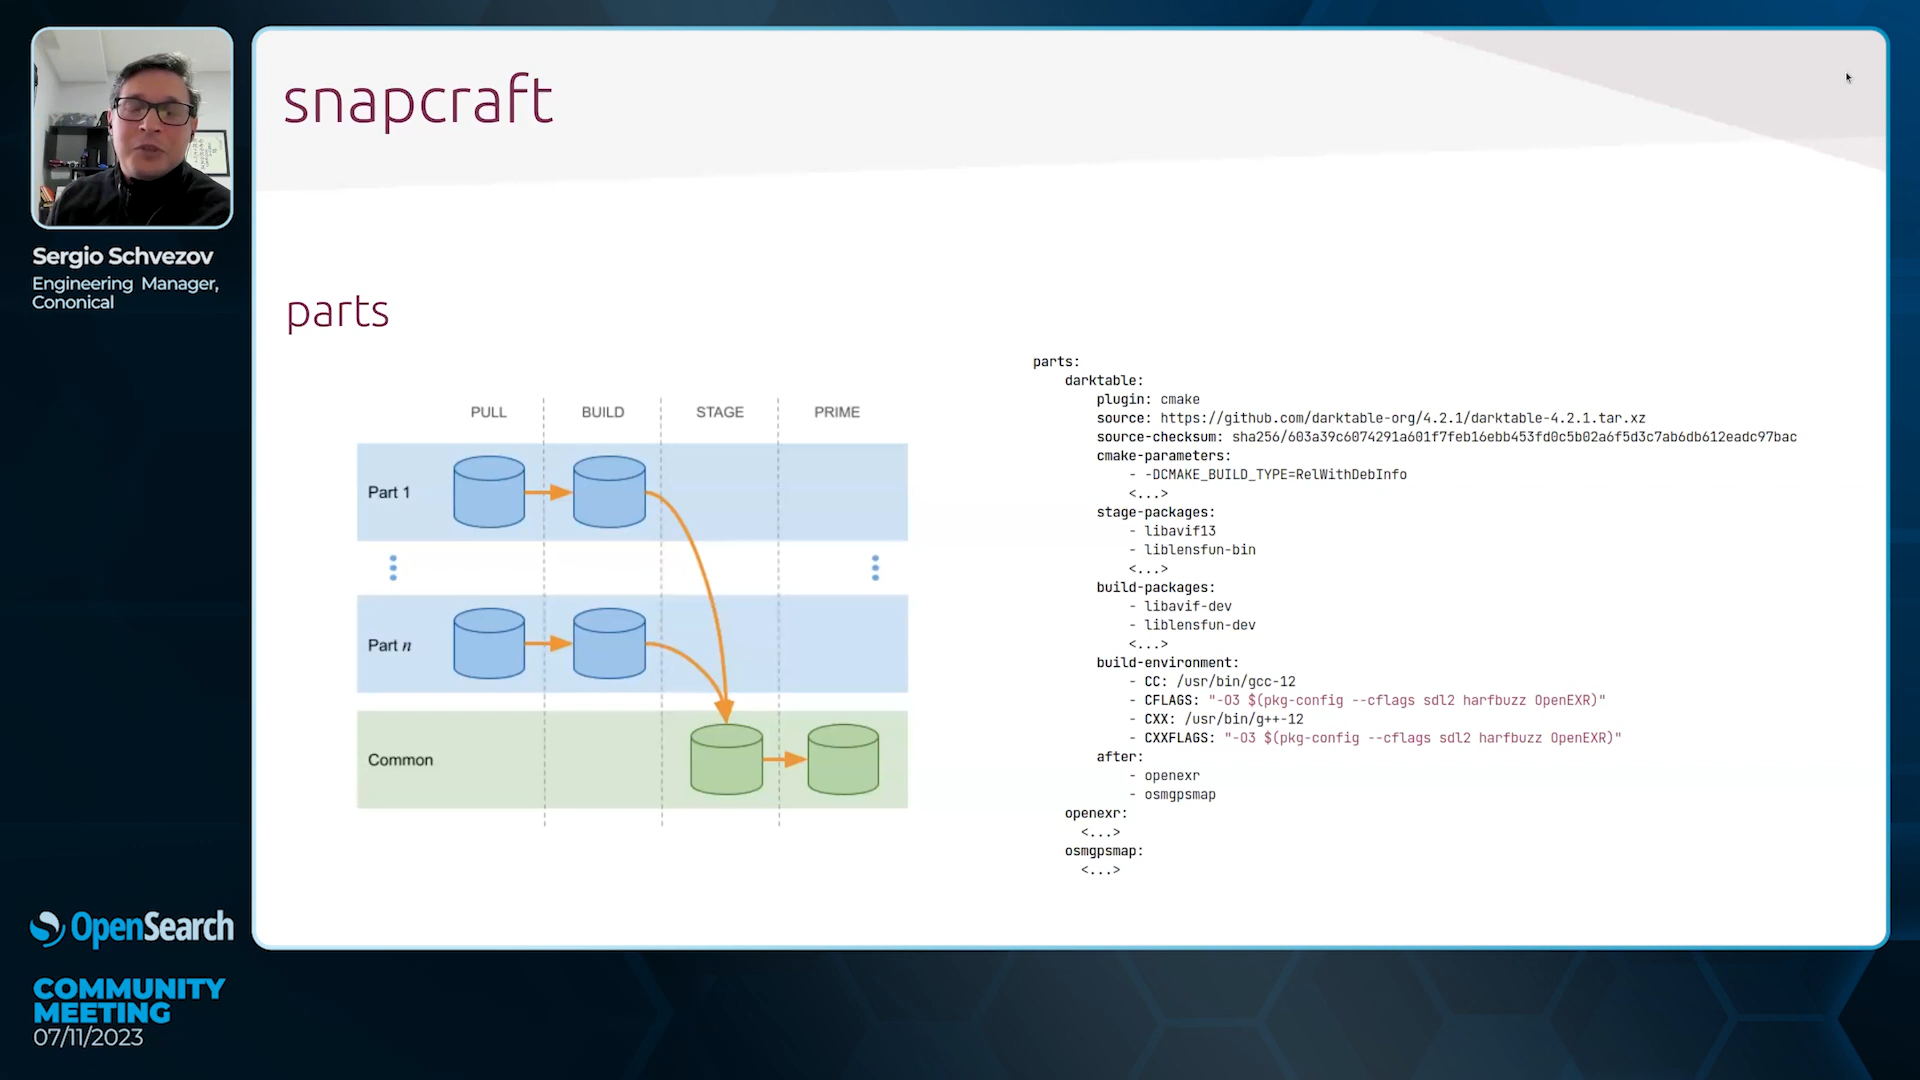 snapcraft
Sergio Schvezov
Engineering Manager,
Cononical
parts
PULL BUILD STAGE PRIME
Part 1
Part n
Common
parts:
darktable:
plugin: cmake
source: https://github.com/darktable-org/4.2.1/darktable-4.2.1.tar.xz
source-checksum: sha256/603a39c6074291a601f7feb16ebb453fd0c5b02a6f5d3c7ab6db612eadc97bac
cmake-parameters:
- -DCMAKE_BUILD_TYPE=RelWithDebInfo
<...>
stage-packages:
- libavif13
- liblensfun-bin
<...>
build-packages:
- libavif-dev
- liblensfun-dev
<...>
build-environment:
- CC: /usr/bin/gcc-12
- CFLAGS: "-O3 $(pkg-config --cflags sdl2 harfbuzz OpenEXR)"
- CXX: /usr/bin/g++-12
- CXXFLAGS: "-O3 $(pkg-config --cflags sdl2 harfbuzz OpenEXR)"
after:
- openexr
- osmgpsmap
openexr:
<...>
osmgpsmap:
<...>
OpenSearch
COMMUNITY
MEETING
07/11/2023